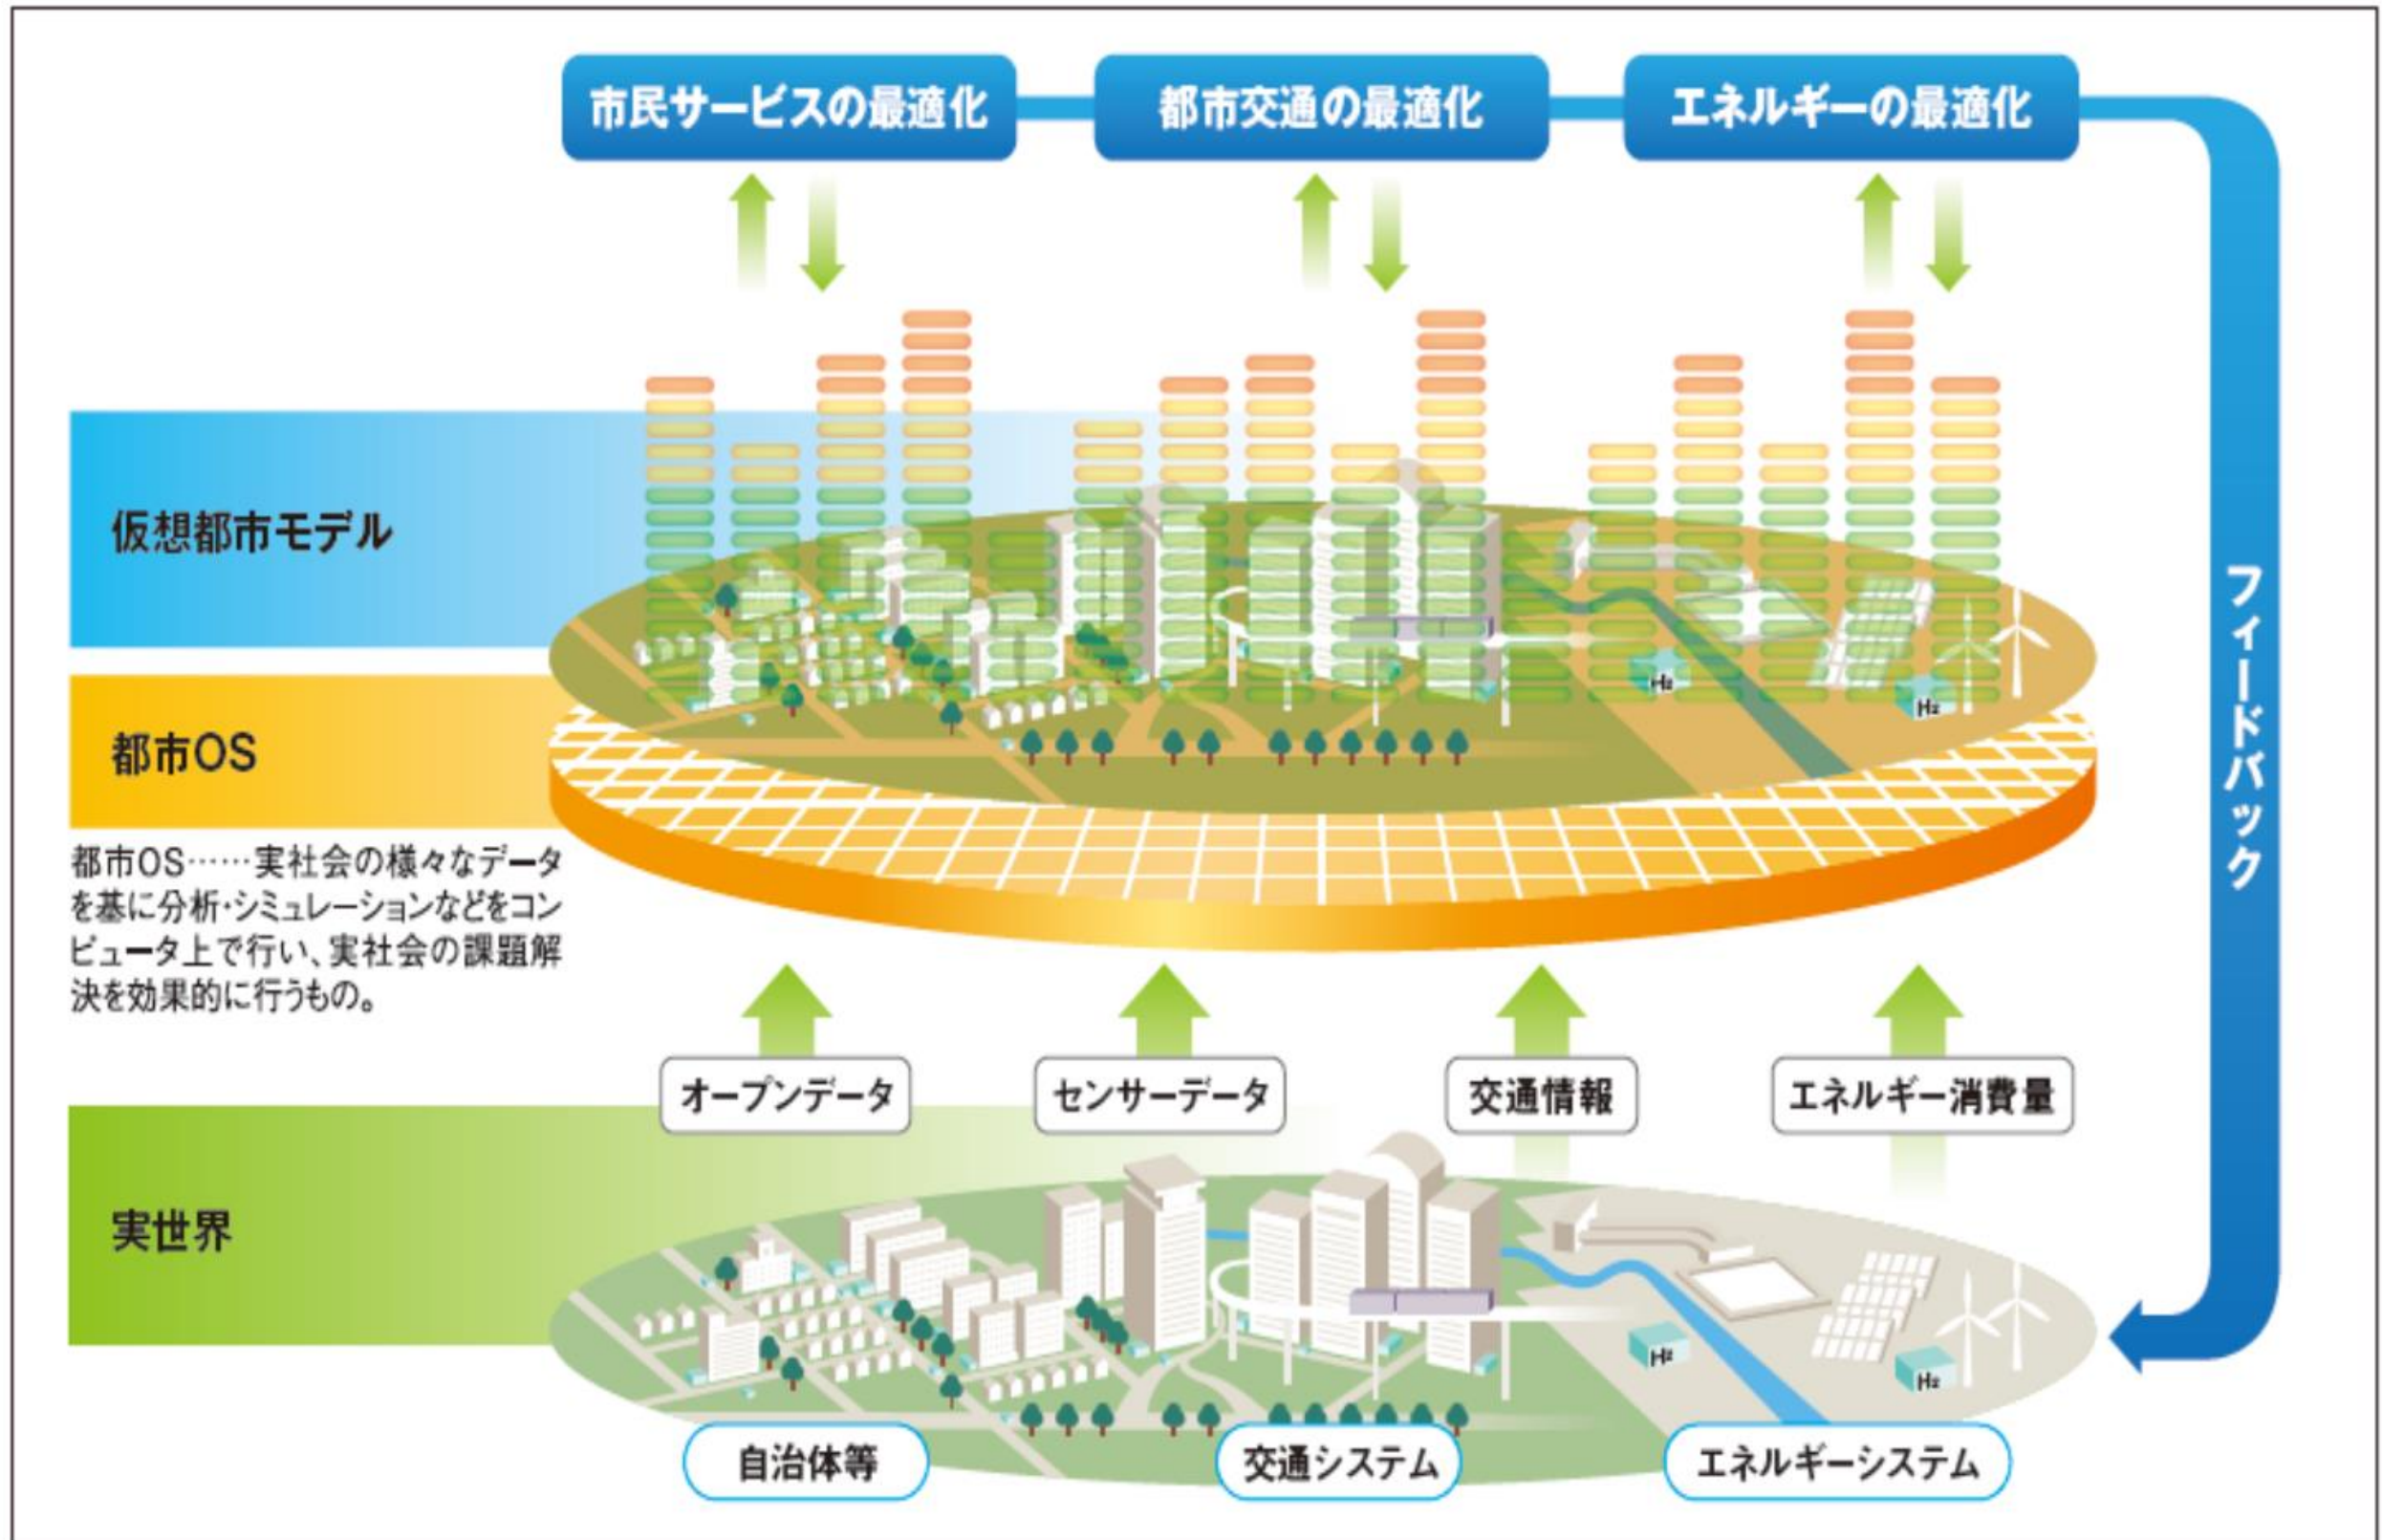 市民サービスの最適化
都市交通の最適化
エネルギーの最適化
フィードバック
仮想都市モデル
都市OS
都市OS……実社会の様々なデータ
を基に分析・シミュレーションなどをコン
ピュータ上で行い、実社会の課題解
決を効果的に行うもの。
H₂
H₂
オープンデータ
センサーデータ
交通情報
エネルギー消費量
実世界
H₂
H₂
自治体等
交通システム
エネルギーシステム